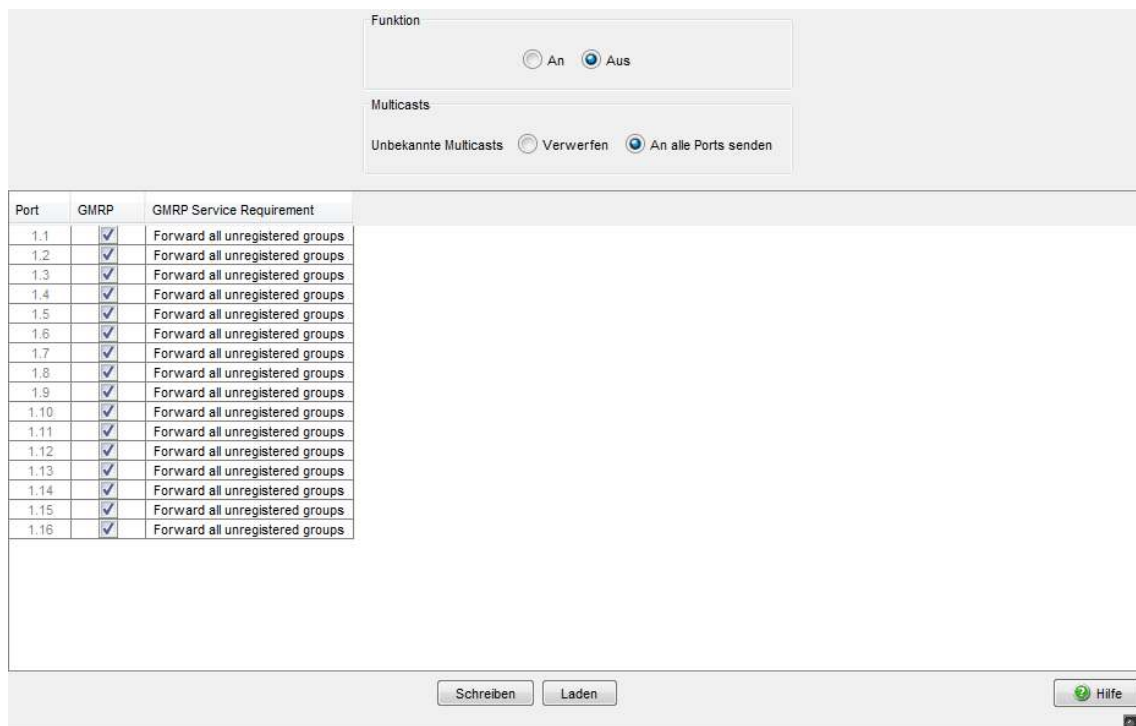 Funktion
An Aus
Multicasts
Unbekannte Multicasts Verwerfen An alle Ports senden
Port GMRP GMRP Service Requirement
1.1 Forward all unregistered groups
1.2 Forward all unregistered groups
1.3 Forward all unregistered groups
1.4 Forward all unregistered groups
1.5 Forward all unregistered groups
1.6 Forward all unregistered groups
1.7 Forward all unregistered groups
1.8 Forward all unregistered groups
1.9 Forward all unregistered groups
1.10 Forward all unregistered groups
1.11 Forward all unregistered groups
1.12 Forward all unregistered groups
1.13 Forward all unregistered groups
1.14 Forward all unregistered groups
1.15 Forward all unregistered groups
1.16 Forward all unregistered groups
Schreiben Laden Hilfe